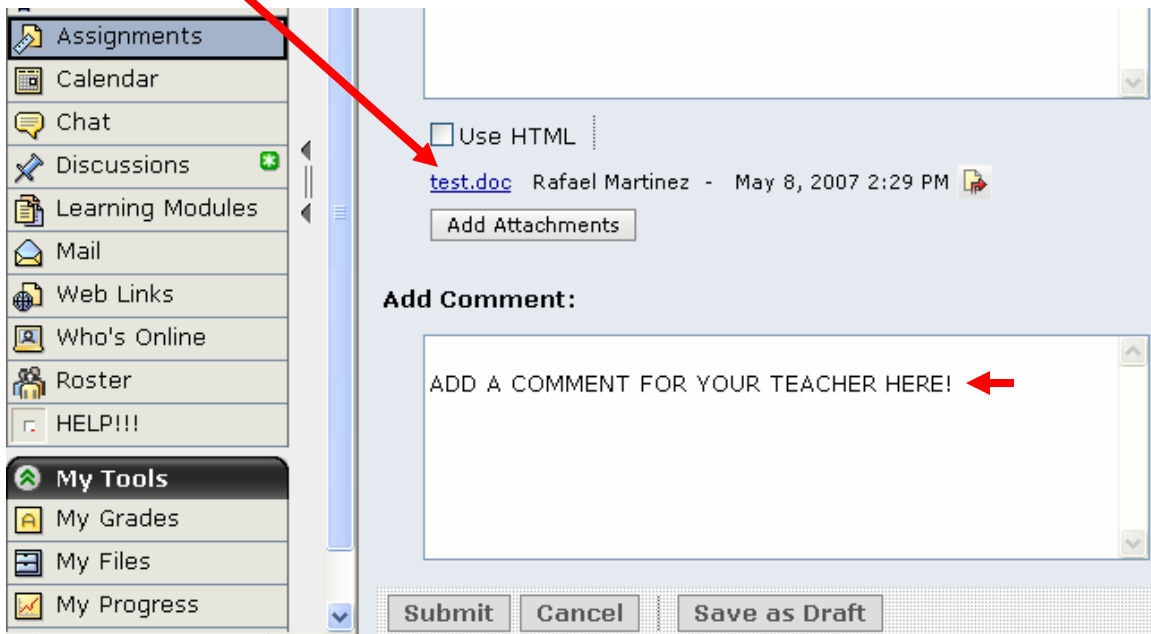 Assignments
Calendar
Chat
Discussions
Learning Modules
Mail
Web Links
Who's Online
Roster
HELP!!!
My Tools
My Grades
My Files
My Progress
Use HTML
test.doc Rafael Martinez - May 8, 2007 2:29 PM
Add Attachments
Add Comment:
ADD A COMMENT FOR YOUR TEACHER HERE!
Submit Cancel Save as Draft